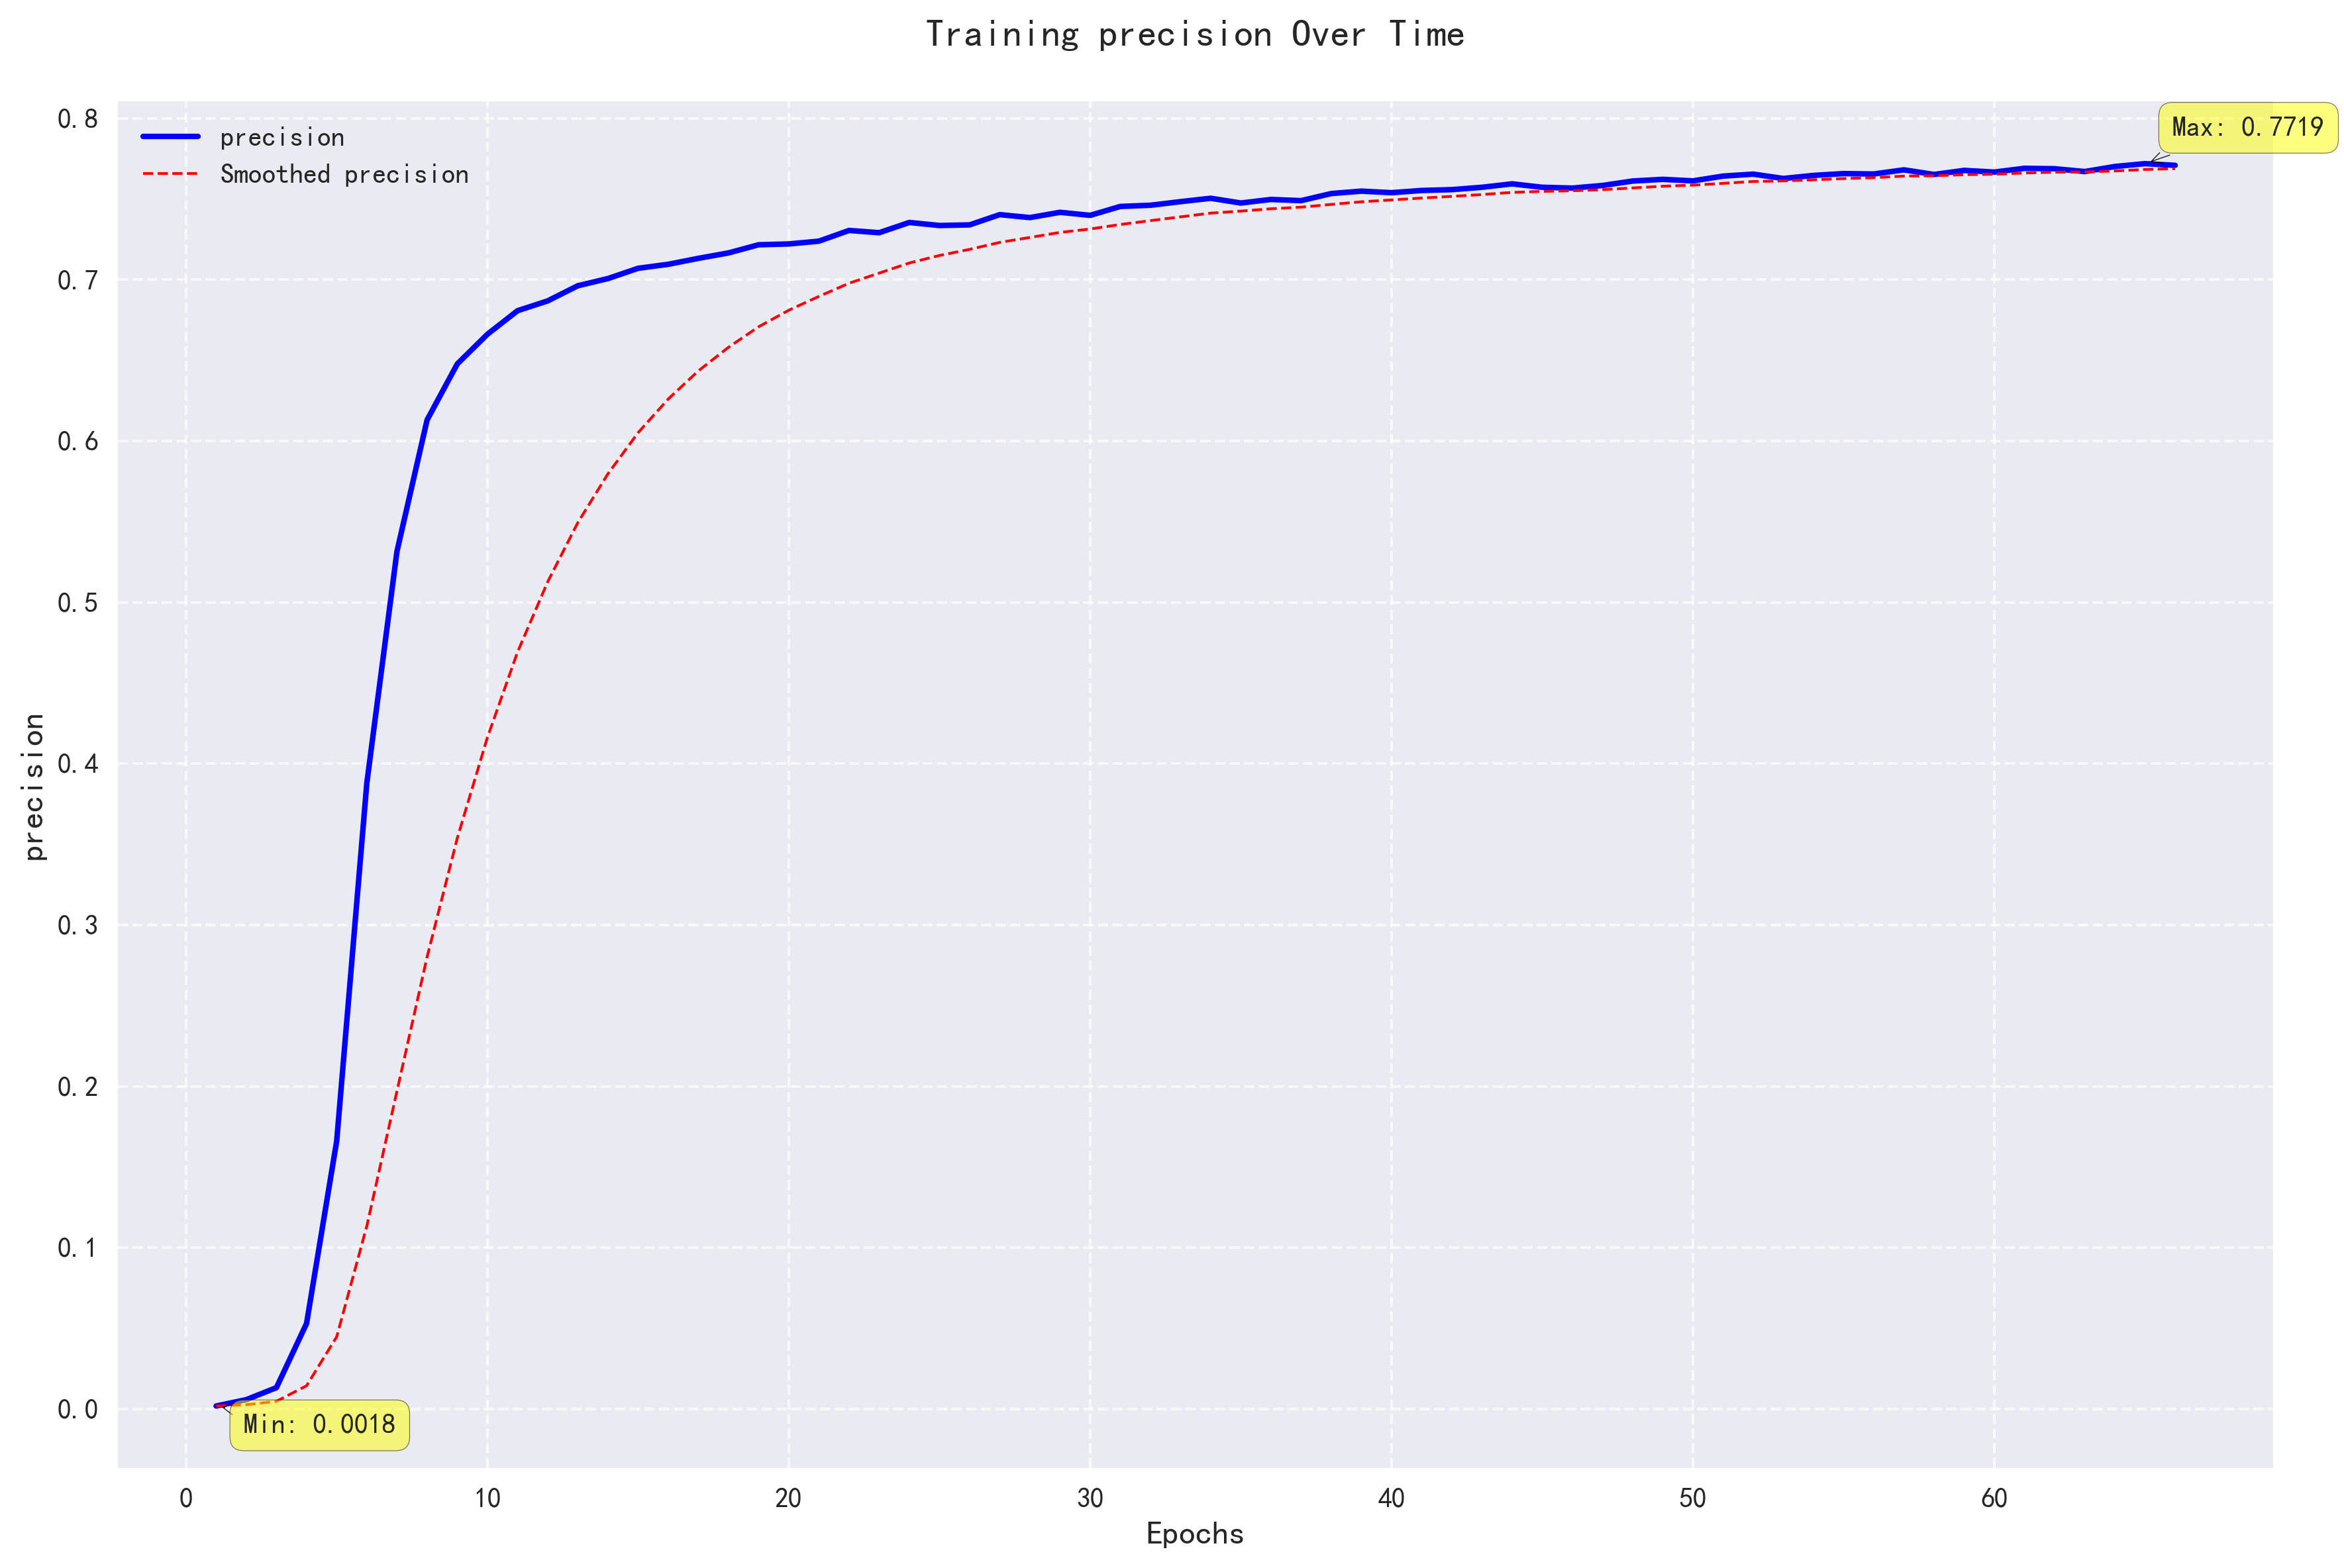 Training precision Over Time
precision
Smoothed precision
Max: 0.7719
Min: 0.0018
0.8
0.7
0.6
0.5
0.4
0.3
0.2
0.1
0.0
precision
0 10 20 30 40 50 60
Epochs